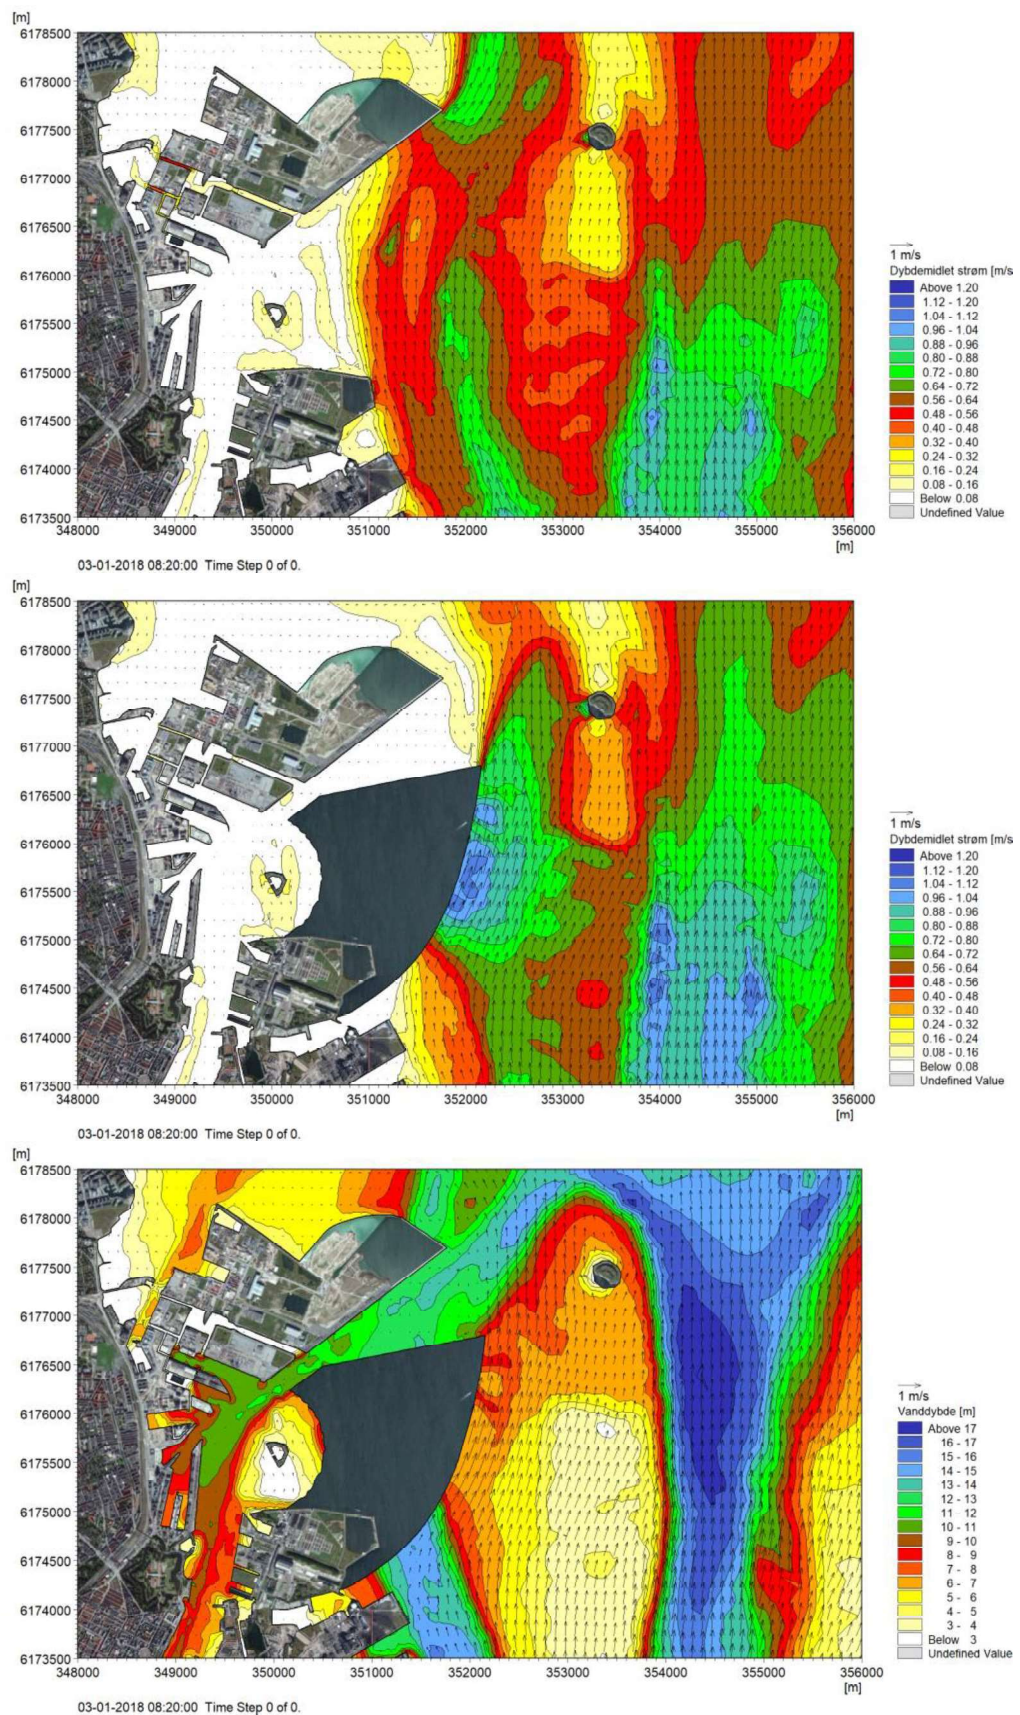 [m]
6178500
6178000
6177500
6177000
6176500
6176000
6175500
6175000
6174500
6174000
6173500
348000 349000 350000 351000 352000 353000 354000 355000 356000
[m]
03-01-2018 08:20:00 Time Step 0 of 0.
1 m/s
Dybdemidlet strøm [m/s]
Above 1.20
1.12 - 1.20
1.04 - 1.12
0.96 - 1.04
0.88 - 0.96
0.80 - 0.88
0.72 - 0.80
0.64 - 0.72
0.56 - 0.64
0.48 - 0.56
0.40 - 0.48
0.32 - 0.40
0.24 - 0.32
0.16 - 0.24
0.08 - 0.16
Below 0.08
Undefined Value
[m]
6178500
6178000
6177500
6177000
6176500
6176000
6175500
6175000
6174500
6174000
6173500
348000 349000 350000 351000 352000 353000 354000 355000 356000
[m]
03-01-2018 08:20:00 Time Step 0 of 0.
1 m/s
Dybdemidlet strøm [m/s]
Above 1.20
1.12 - 1.20
1.04 - 1.12
0.96 - 1.04
0.88 - 0.96
0.80 - 0.88
0.72 - 0.80
0.64 - 0.72
0.56 - 0.64
0.48 - 0.56
0.40 - 0.48
0.32 - 0.40
0.24 - 0.32
0.16 - 0.24
0.08 - 0.16
Below 0.08
Undefined Value
[m]
6178500
6178000
6177500
6177000
6176500
6176000
6175500
6175000
6174500
6174000
6173500
348000 349000 350000 351000 352000 353000 354000 355000 356000
[m]
03-01-2018 08:20:00 Time Step 0 of 0.
1 m/s
Vanddybde [m]
Above 17
16 - 17
15 - 16
14 - 15
13 - 14
12 - 13
11 - 12
10 - 11
9 - 10
8 - 9
7 - 8
6 - 7
5 - 6
4 - 5
3 - 4
Below 3
Undefined Value